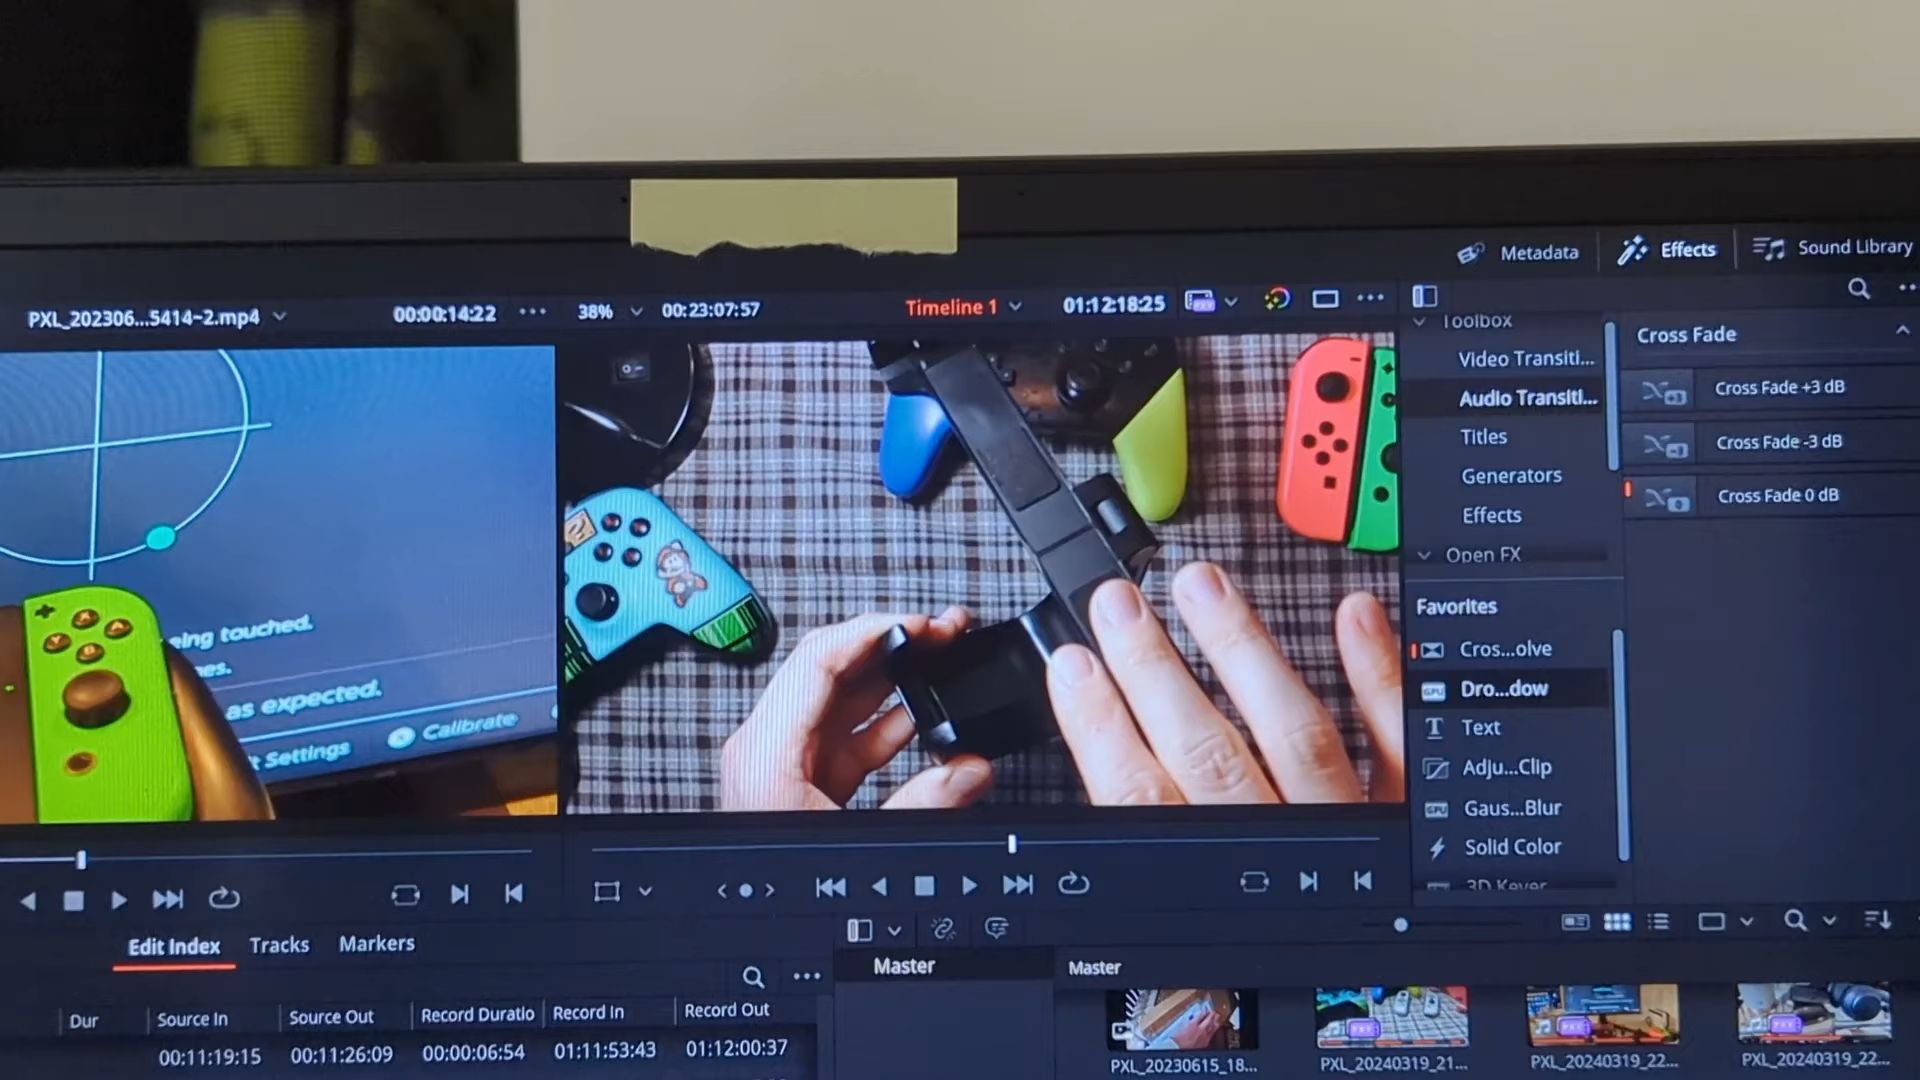 Metadata
Effects
Sound Library
PXL_202306...5414~2.mp4
00:00:14:22
38%
00:23:07:57
Timeline 1
01:12:18:25
Toolbox
Video Transiti...
Audio Transiti...
Titles
Generators
Effects
Open FX
Cross Fade
Cross Fade +3 dB
Cross Fade -3 dB
Cross Fade 0 dB
eing touched.
as expected.
Settings
Calibrate
Favorites
Cros...olve
Dro...dow
Text
Adju...Clip
Gaus...Blur
Solid Color
3D Keyer
Edit Index
Tracks
Markers
Master
Master
Dur
Source In
Source Out
Record Duratio
Record In
Record Out
00:11:19:15
00:11:26:09
00:00:06:54
01:11:53:43
01:12:00:37
PXL_20230615_18...
PXL_20240319_21...
PXL_20240319_22...
PXL_20240319_22...